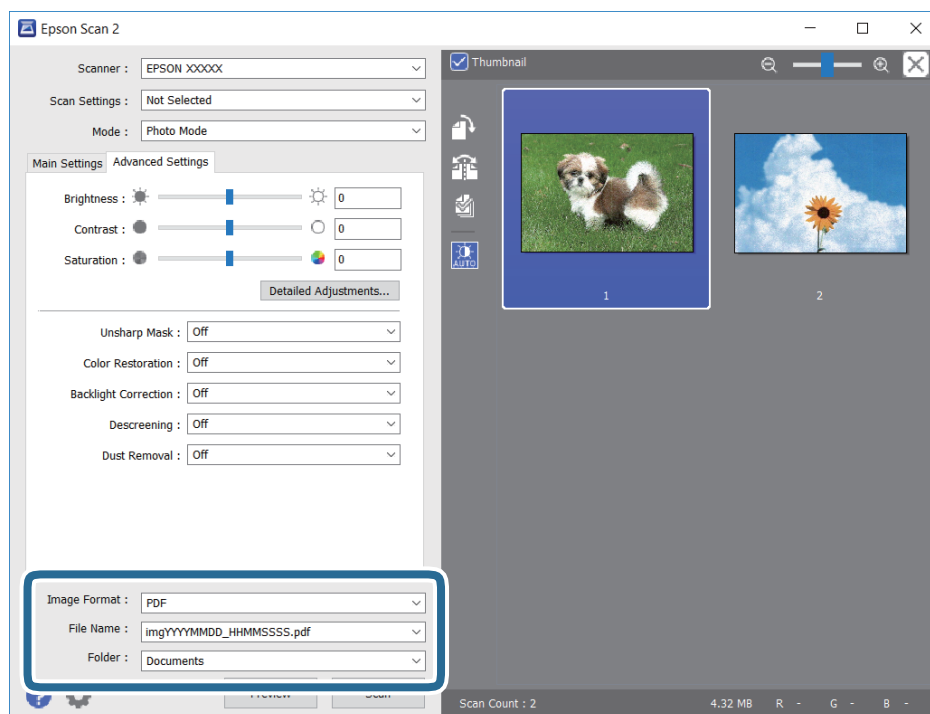 Epson Scan 2
Scanner : EPSON XXXXX
Scan Settings : Not Selected
Mode : Photo Mode
Main Settings Advanced Settings
Brightness : 0
Contrast : 0
Saturation : 0
Detailed Adjustments...
Unsharp Mask : Off
Color Restoration : Off
Backlight Correction : Off
Descreening : Off
Dust Removal : Off
Image Format : PDF
File Name : imgYYYYMMDD_HHMMSSSS.pdf
Folder : Documents
? Preview Scan
Thumbnail
AUTO
1 2
Scan Count : 2 4.32 MB R - G - B -